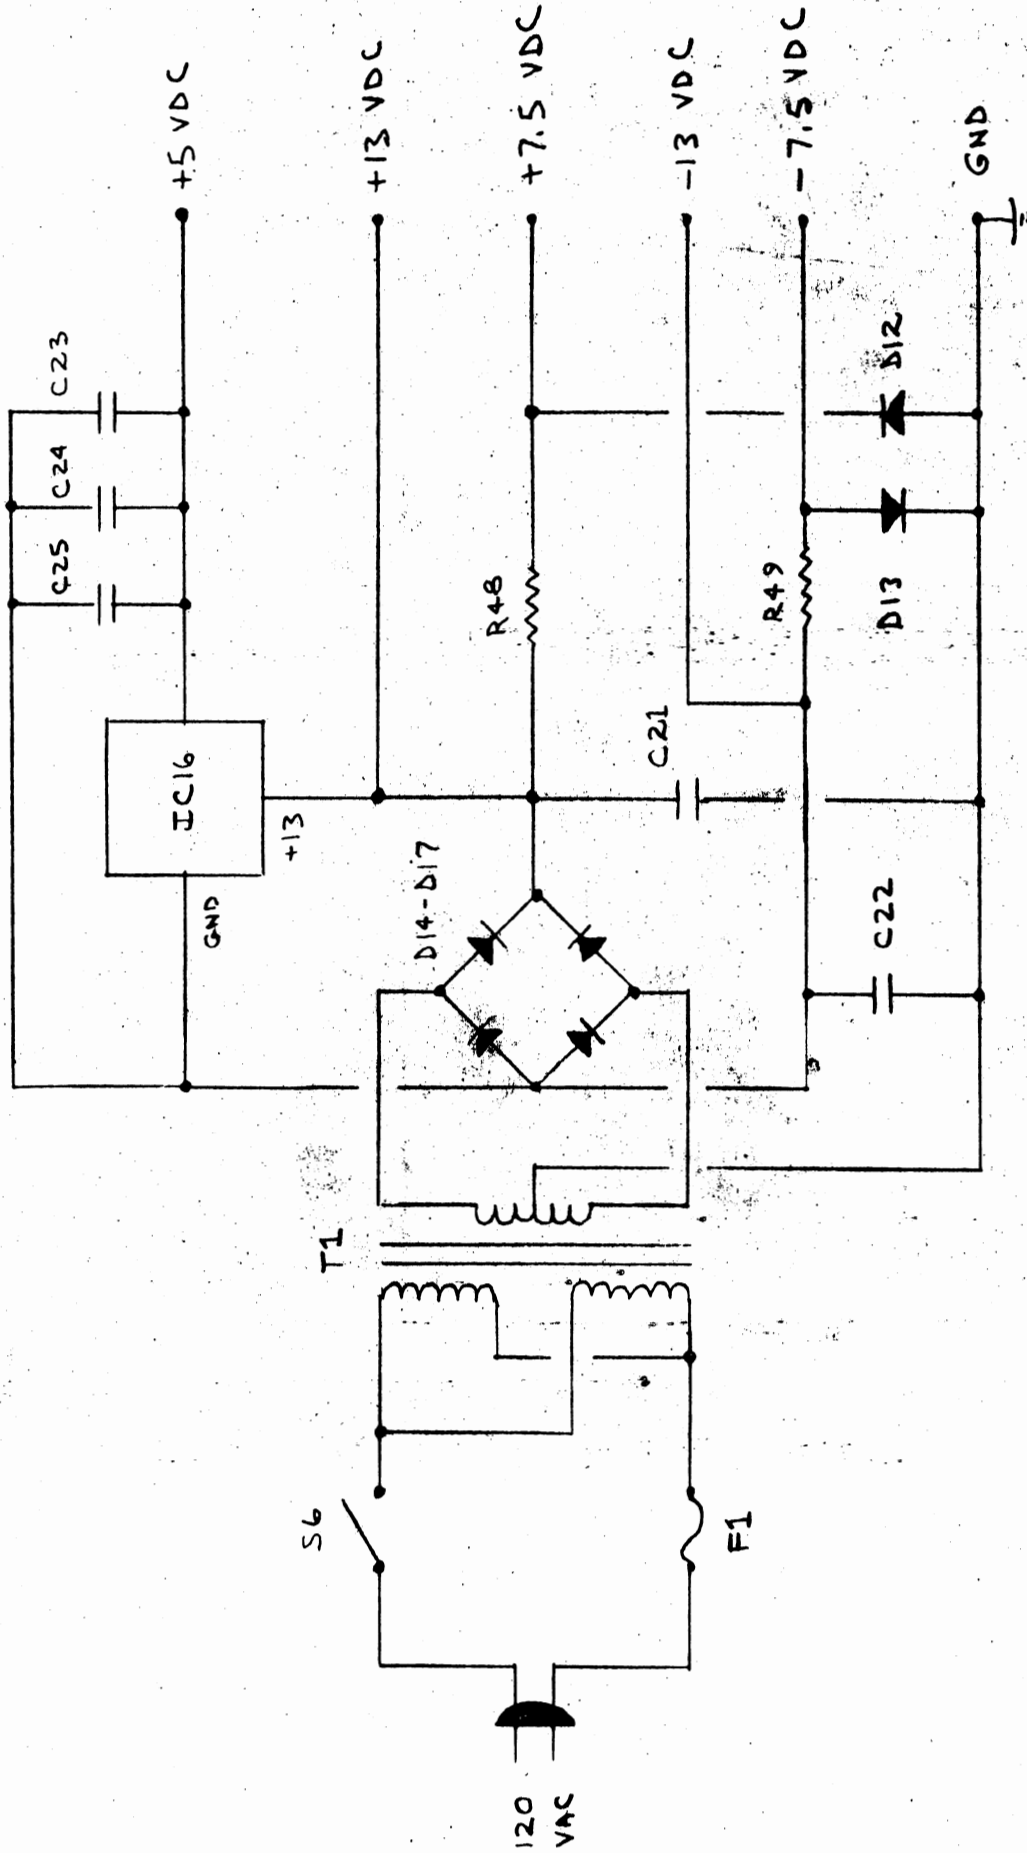 120
VAC
S6
F1
T1
D14-D17
GND
IC16
+13
C25
C24
C23
C22
C21
R48
R49
D13
D12
+5 VDC
+13 VDC
+7.5 VDC
-13 VDC
-7.5 VDC
GND